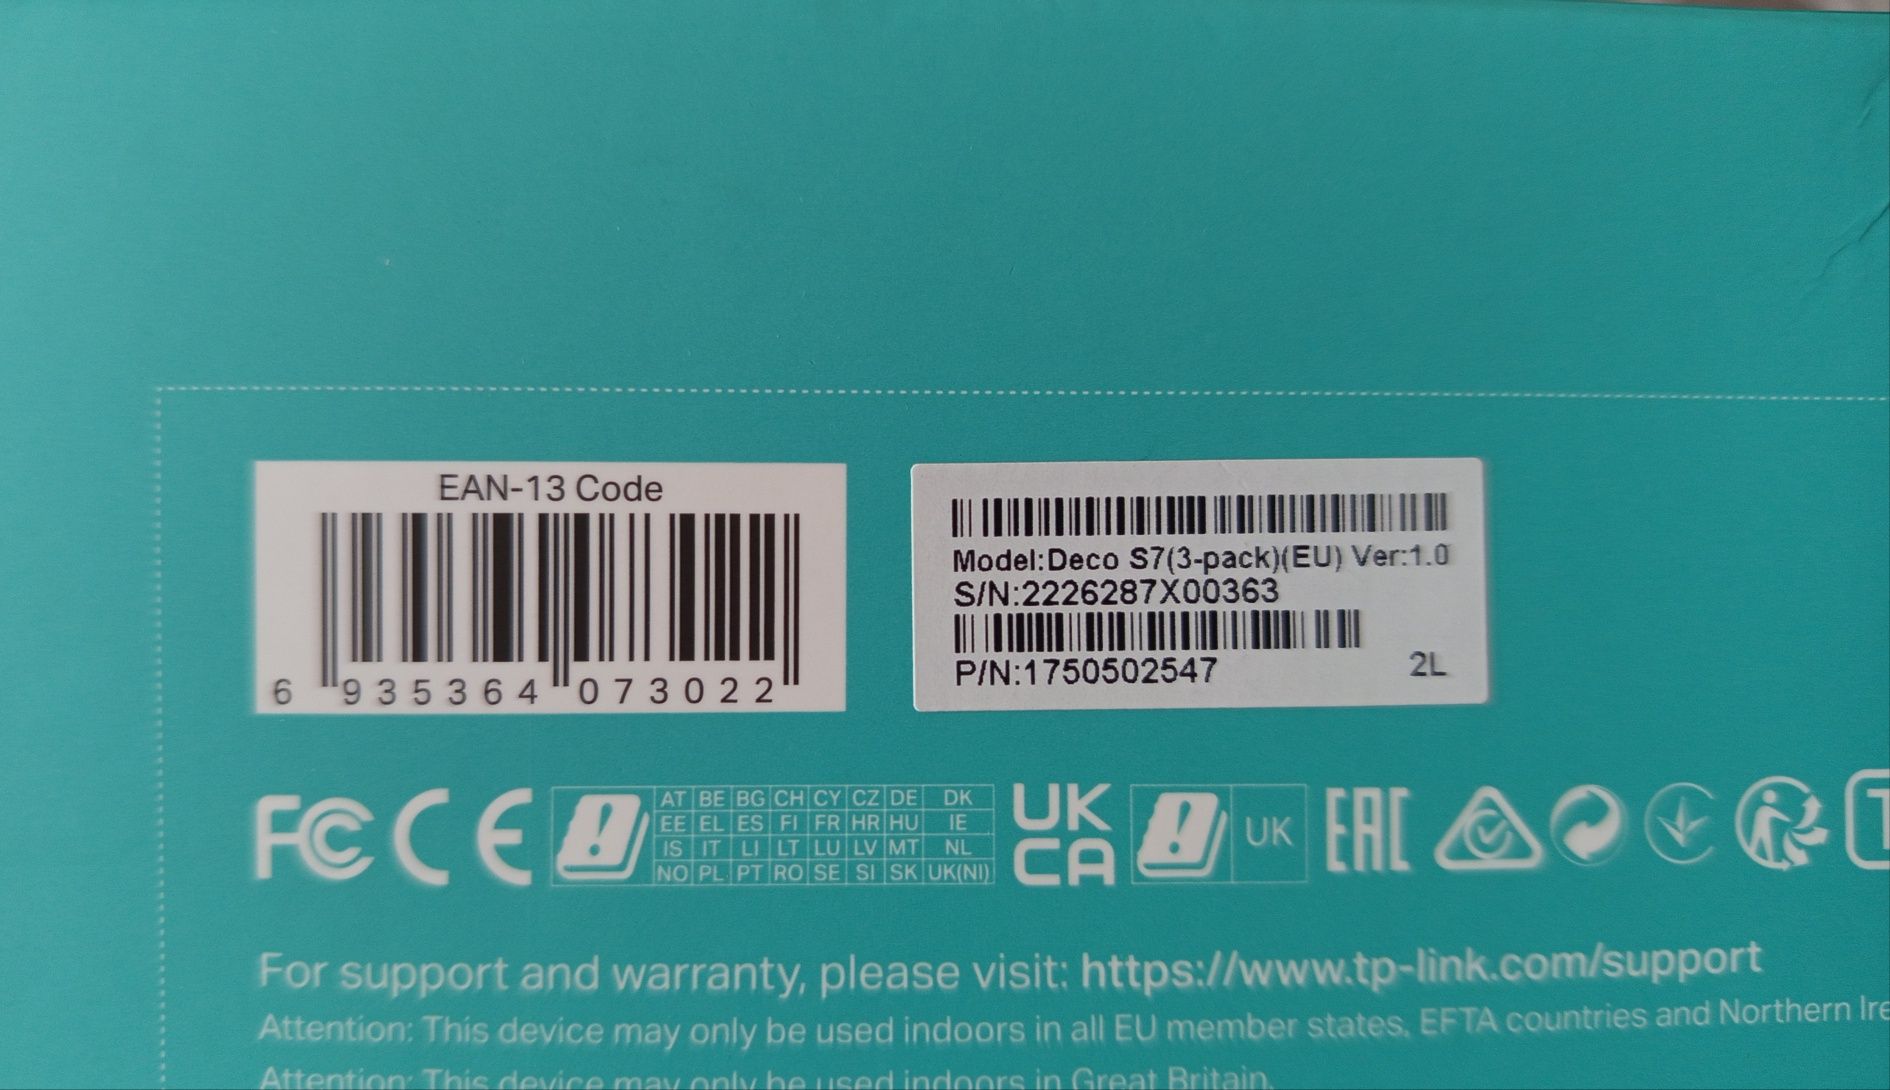 EAN-13 Code
6 935364 073022
Model:Deco S7(3-pack)(EU) Ver:1.0
S/N:2226287X00363
P/N:1750502547
2L
FC CE
AT BE BG CH CY CZ DE DK
EE EL ES FI FR HR HU IE
IS IT LI LT LU LV MT NL
NO PL PT RO SE SI SK UK(NI)
UK
CA
UK
EAC
For support and warranty, please visit: https://www.tp-link.com/support
Attention: This device may only be used indoors in all EU member states, EFTA countries and Northern
Attention: This device may only be used indoors in Great Britain.